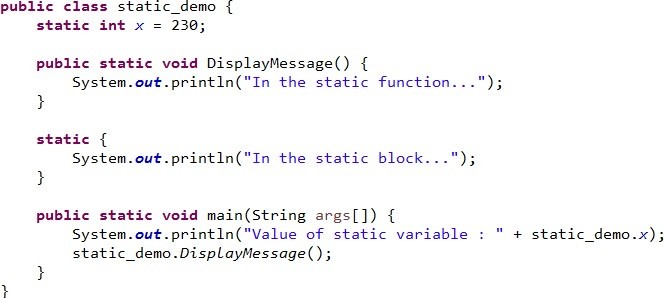 public class static_demo {
static int x = 230;
public static void DisplayMessage() {
System.out.println("In the static function...");
}
static {
System.out.println("In the static block...");
}
public static void main(String args[]) {
System.out.println("Value of static variable : " + static_demo.x);
static_demo.DisplayMessage();
}
}